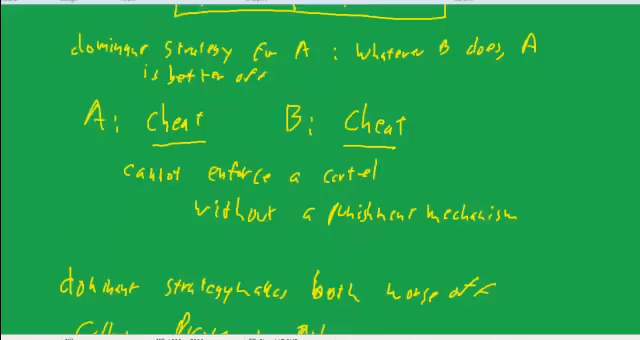 dominant strategy for A : Whatever B does, A
is better off
A: Cheat B: Cheat
cannot enforce a cartel
without a punishment mechanism
dominant strategy makes both worse off